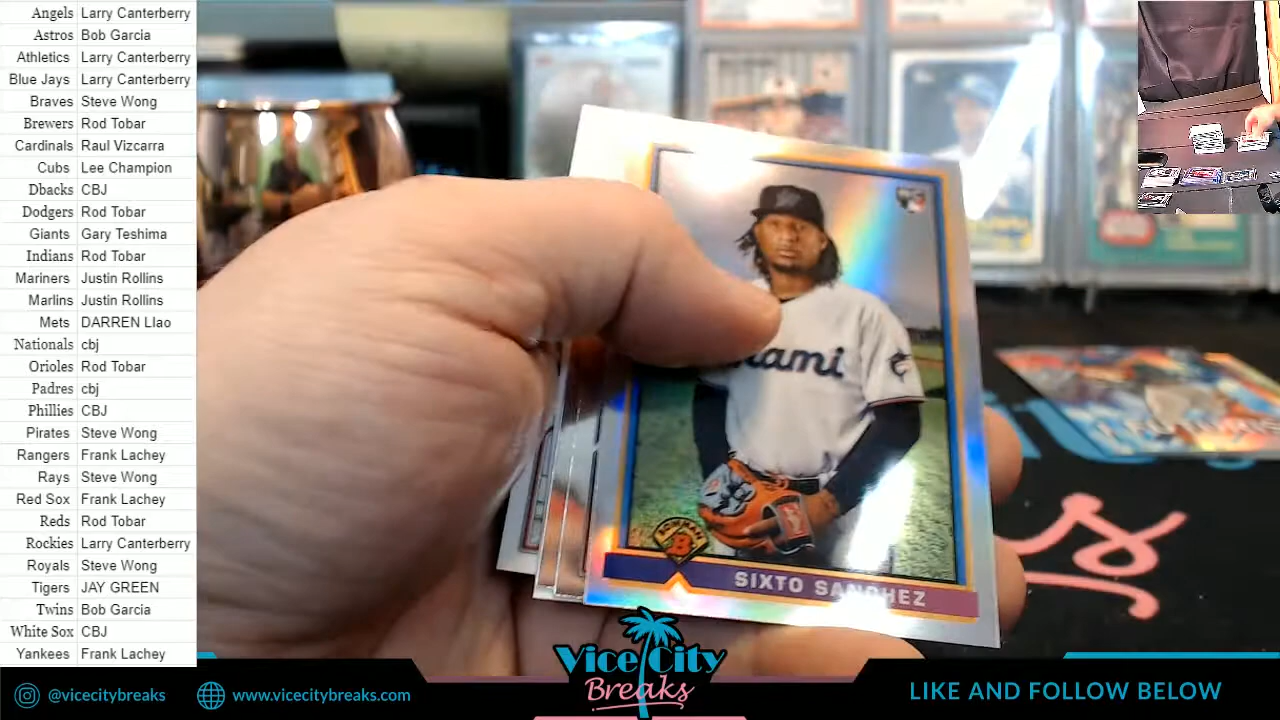 Angels Larry Canterberry
Astros Bob Garcia
Athletics Larry Canterberry
Blue Jays Larry Canterberry
Braves Steve Wong
Brewers Rod Tobar
Cardinals Raul Vizcarra
Cubs Lee Champion
Dbacks CBJ
Dodgers Rod Tobar
Giants Gary Teshima
Indians Rod Tobar
Mariners Justin Rollins
Marlins Justin Rollins
Mets DARREN Llao
Nationals cbj
Orioles Rod Tobar
Padres cbj
Phillies CBJ
Pirates Steve Wong
Rangers Frank Lachey
Rays Steve Wong
Red Sox Frank Lachey
Reds Rod Tobar
Rockies Larry Canterberry
Royals Steve Wong
Tigers JAY GREEN
Twins Bob Garcia
White Sox CBJ
Yankees Frank Lachey
RC
iami
BOWMAN
B
SIXTO SANCHEZ
Vice City
Breaks
@vicecitybreaks
www.vicecitybreaks.com
LIKE AND FOLLOW BELOW